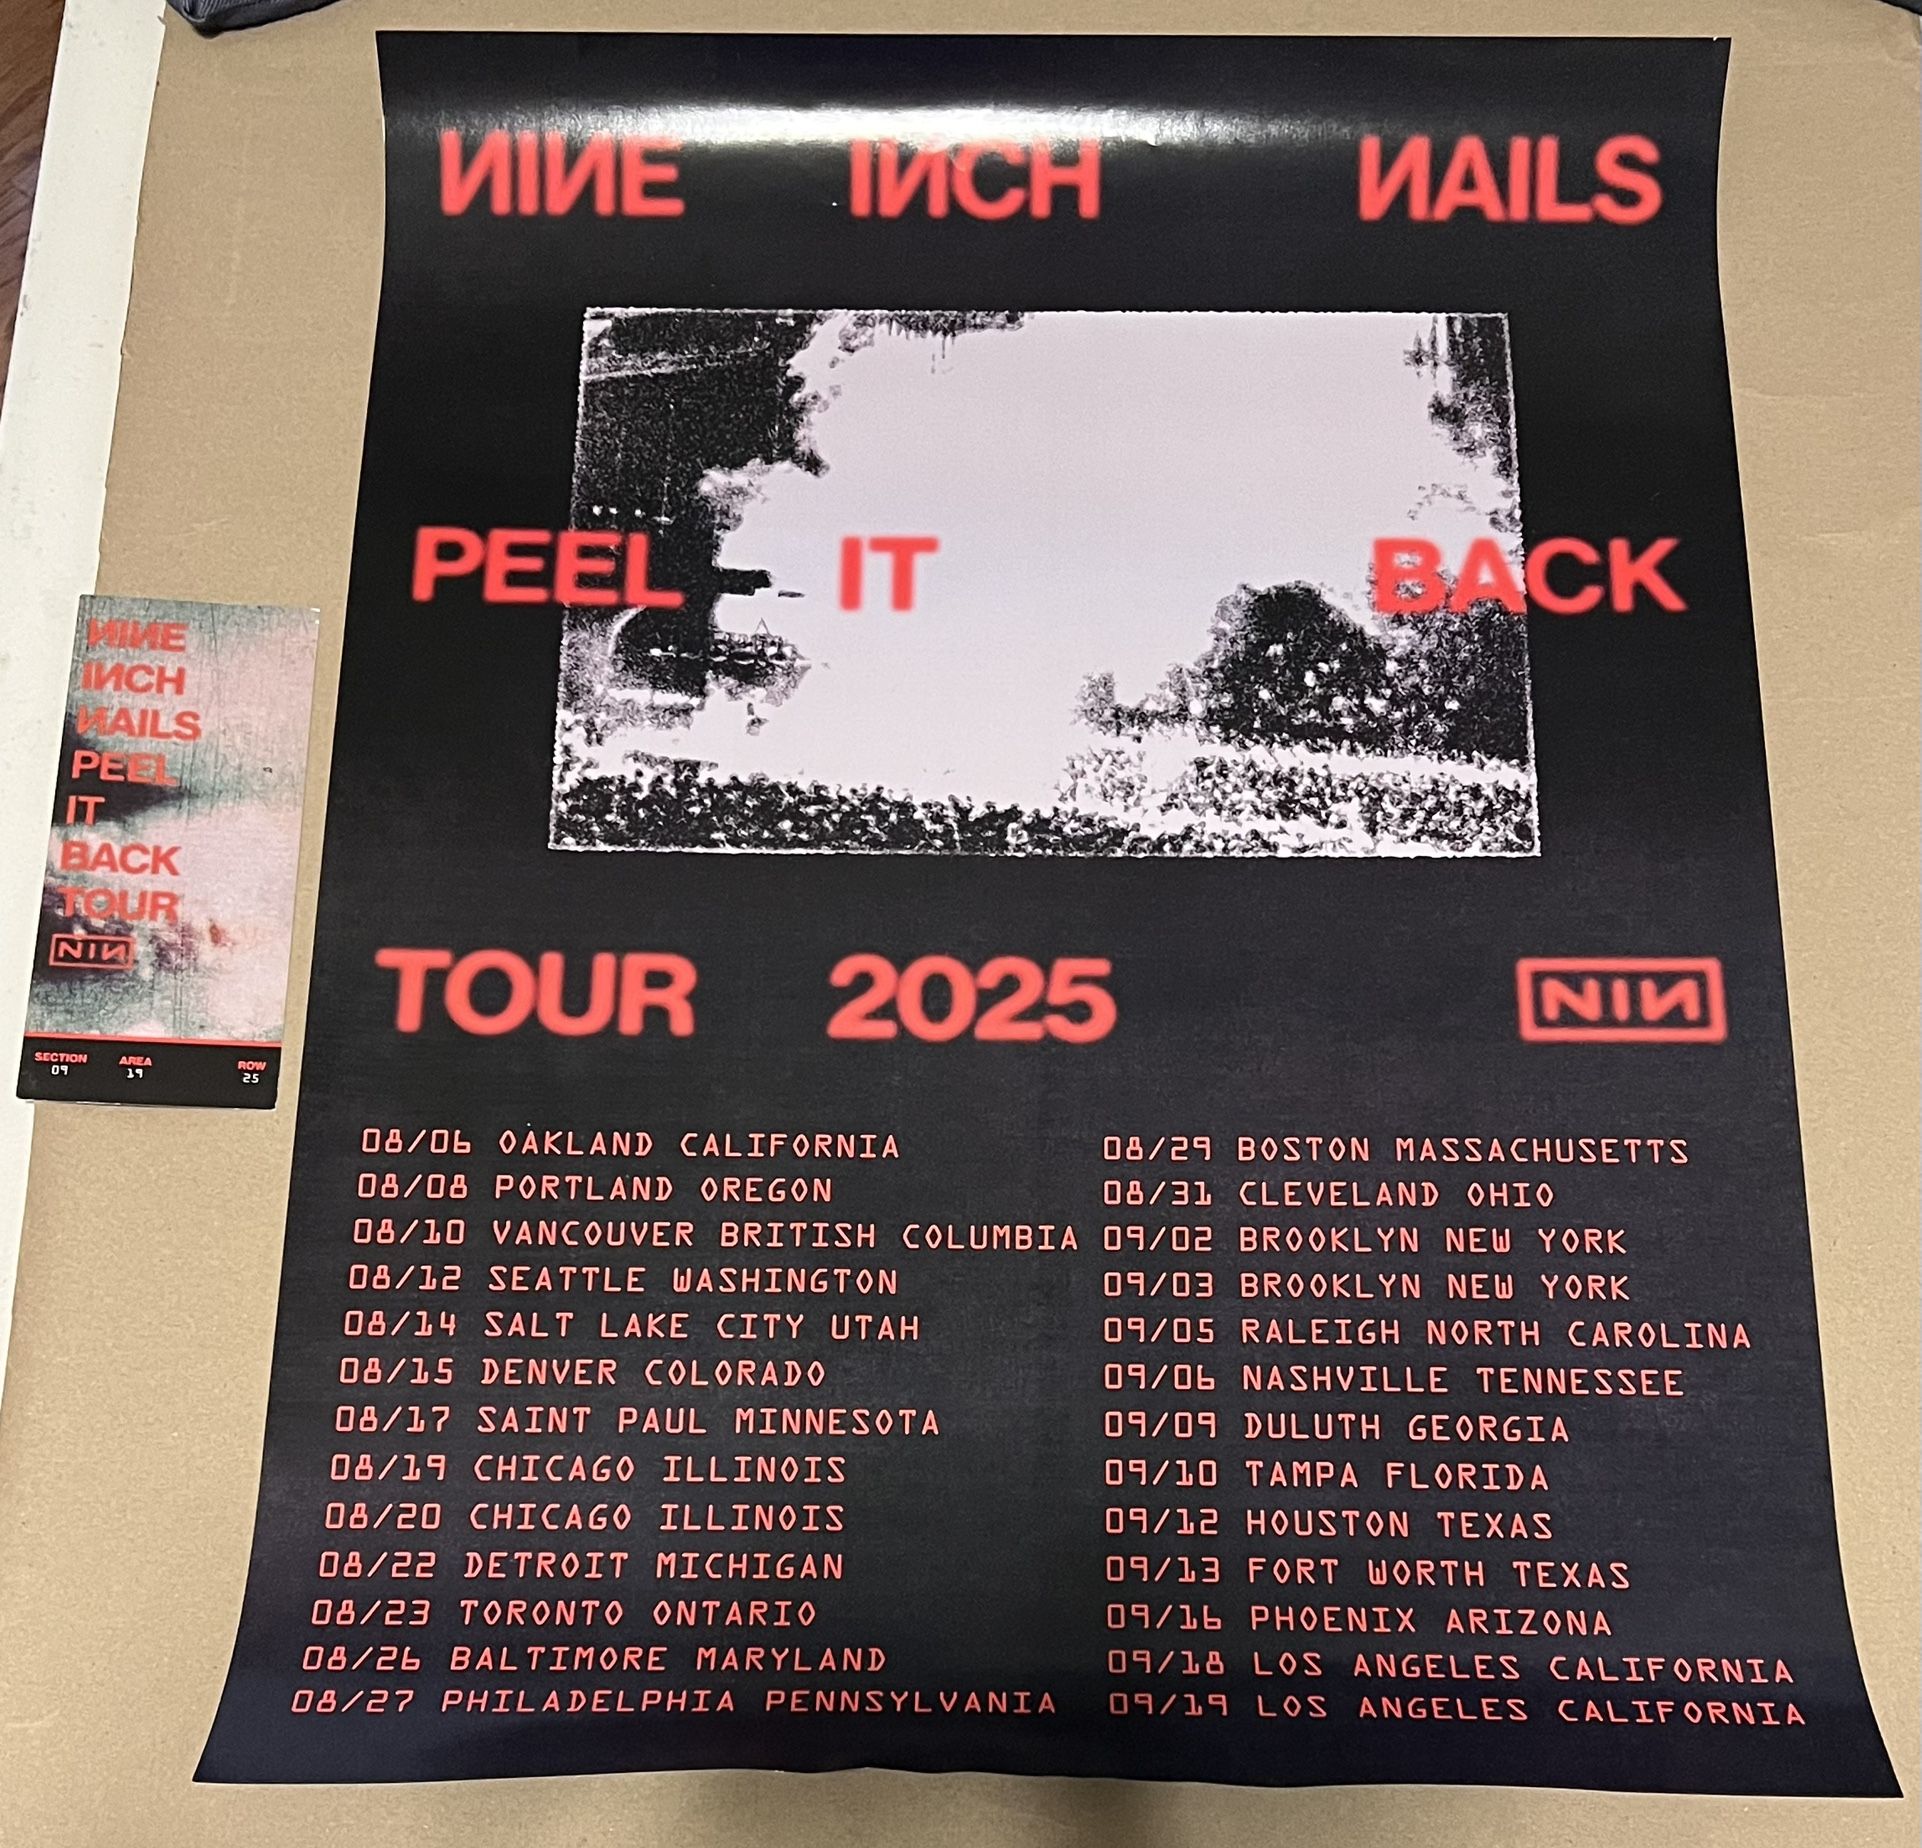 NINE INCH NAILS
PEEL IT BACK
TOUR 2025 NIN
08/06 OAKLAND CALIFORNIA
08/08 PORTLAND OREGON
08/10 VANCOUVER BRITISH COLUMBIA
08/12 SEATTLE WASHINGTON
08/14 SALT LAKE CITY UTAH
08/15 DENVER COLORADO
08/17 SAINT PAUL MINNESOTA
08/19 CHICAGO ILLINOIS
08/20 CHICAGO ILLINOIS
08/22 DETROIT MICHIGAN
08/23 TORONTO ONTARIO
08/26 BALTIMORE MARYLAND
08/27 PHILADELPHIA PENNSYLVANIA
08/29 BOSTON MASSACHUSETTS
08/31 CLEVELAND OHIO
09/02 BROOKLYN NEW YORK
09/03 BROOKLYN NEW YORK
09/05 RALEIGH NORTH CAROLINA
09/06 NASHVILLE TENNESSEE
09/09 DULUTH GEORGIA
09/10 TAMPA FLORIDA
09/12 HOUSTON TEXAS
09/13 FORT WORTH TEXAS
09/16 PHOENIX ARIZONA
09/18 LOS ANGELES CALIFORNIA
09/19 LOS ANGELES CALIFORNIA
NINE
INCH
NAILS
PEEL
IT
BACK
TOUR
NIN
SECTION AREA ROW
09 19 25